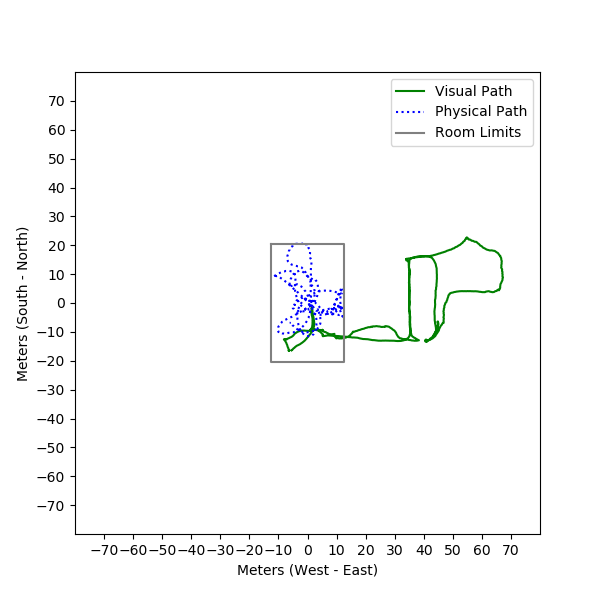 Visual Path
Physical Path
Room Limits
70
60
50
40
30
20
10
0
−10
−20
−30
−40
−50
−60
−70
Meters (South - North)
−70−60−50−40−30−20−10 0 10 20 30 40 50 60 70
Meters (West - East)